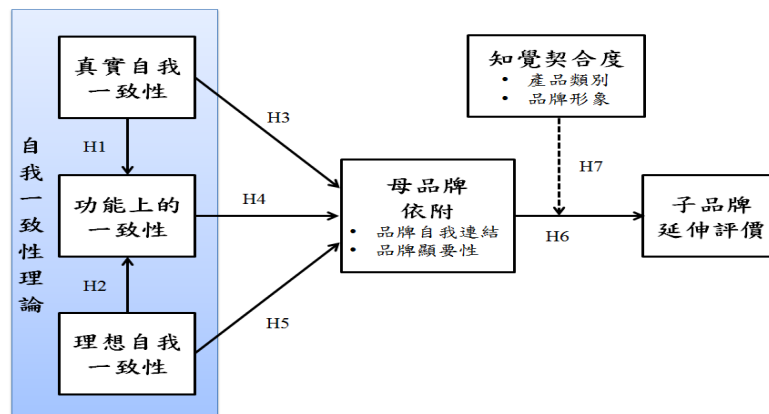 真實自我
一致性
H1
功能上的
一致性
H2
理想自我
一致性
自我一致性理論
H3
H4
H5
母品牌
依附
• 品牌自我連結
• 品牌顯要性
知覺契合度
• 產品類別
• 品牌形象
H7
H6
子品牌
延伸評價